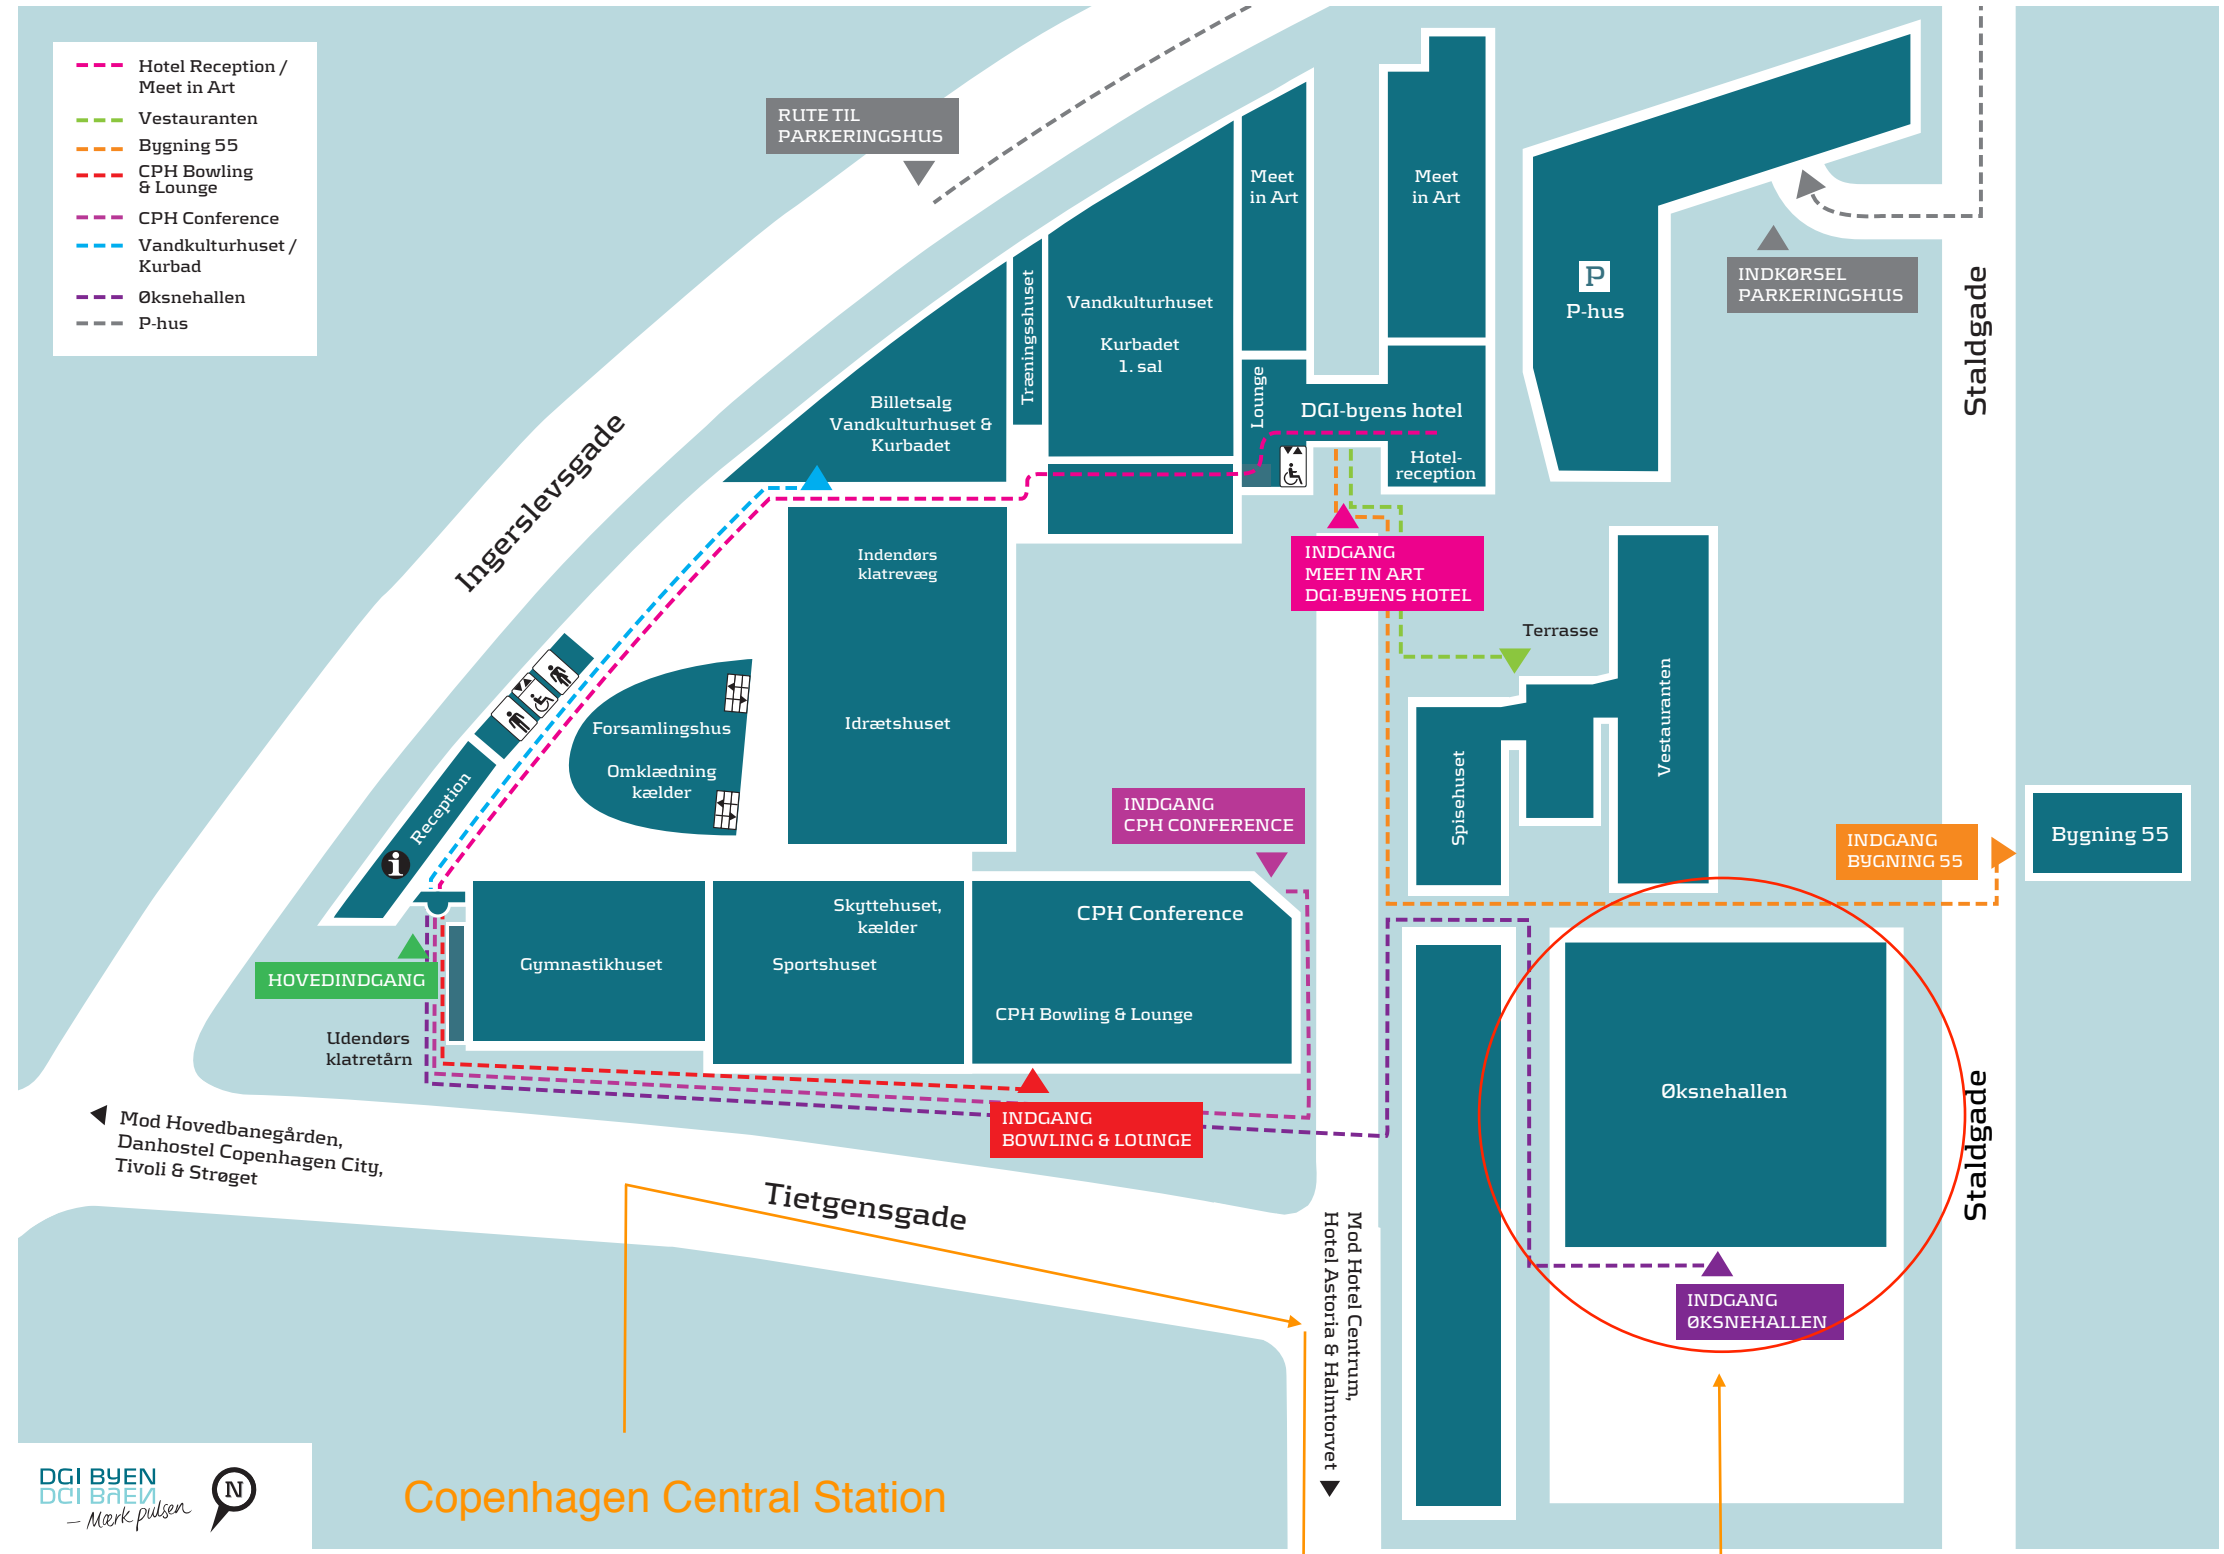 Hotel Reception /
Meet in Art
Vestauranten
Bygning 55
CPH Bowling
& Lounge
CPH Conference
Vandkulturhuset /
Kurbad
Øksnehallen
P-hus
RUTE TIL
PARKERINGSHUS
Meet
in Art
Meet
in Art
P
P-hus
INDKØRSEL
PARKERINGSHUS
Staldgade
Ingerslevsgade
Træningsshuset
Vandkulturhuset
Kurbadet
1. sal
Billetsalg
Vandkulturhuset &
Kurbadet
Lounge
DGI-byens hotel
Hotel-
reception
Indendørs
klatrevæg
Idrætshuset
INDGANG
MEET IN ART
DGI-BYENS HOTEL
Terrasse
Vestauranten
Spisehuset
Forsamlingshus
Omklædning
kælder
Reception
i
INDGANG
CPH CONFERENCE
INDGANG
BYGNING 55
Bygning 55
HOVEDINDGANG
Udendørs
klatretårn
Gymnastikhuset
Skyttehuset,
kælder
Sportshuset
CPH Conference
CPH Bowling & Lounge
INDGANG
BOWLING & LOUNGE
Øksnehallen
Staldgade
INDGANG
ØKSNEHALLEN
Mod Hovedbanegården,
Danhostel Copenhagen City,
Tivoli & Strøget
Tietgensgade
Mod Hotel Centrum,
Hotel Astoria & Halmtorvet
DGI BYEN
DGI BYEN
– Mærk pulsen
N
Copenhagen Central Station